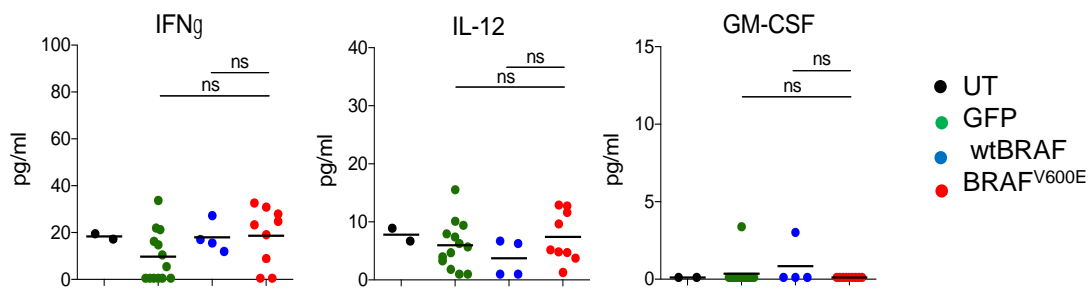 IFNg
100
80
60
40
20
0
pg/ml
ns
ns
IL-12
40
30
20
10
0
pg/ml
ns
ns
GM-CSF
15
10
5
0
pg/ml
ns
ns
UT
GFP
wtBRAF
BRAFV600E